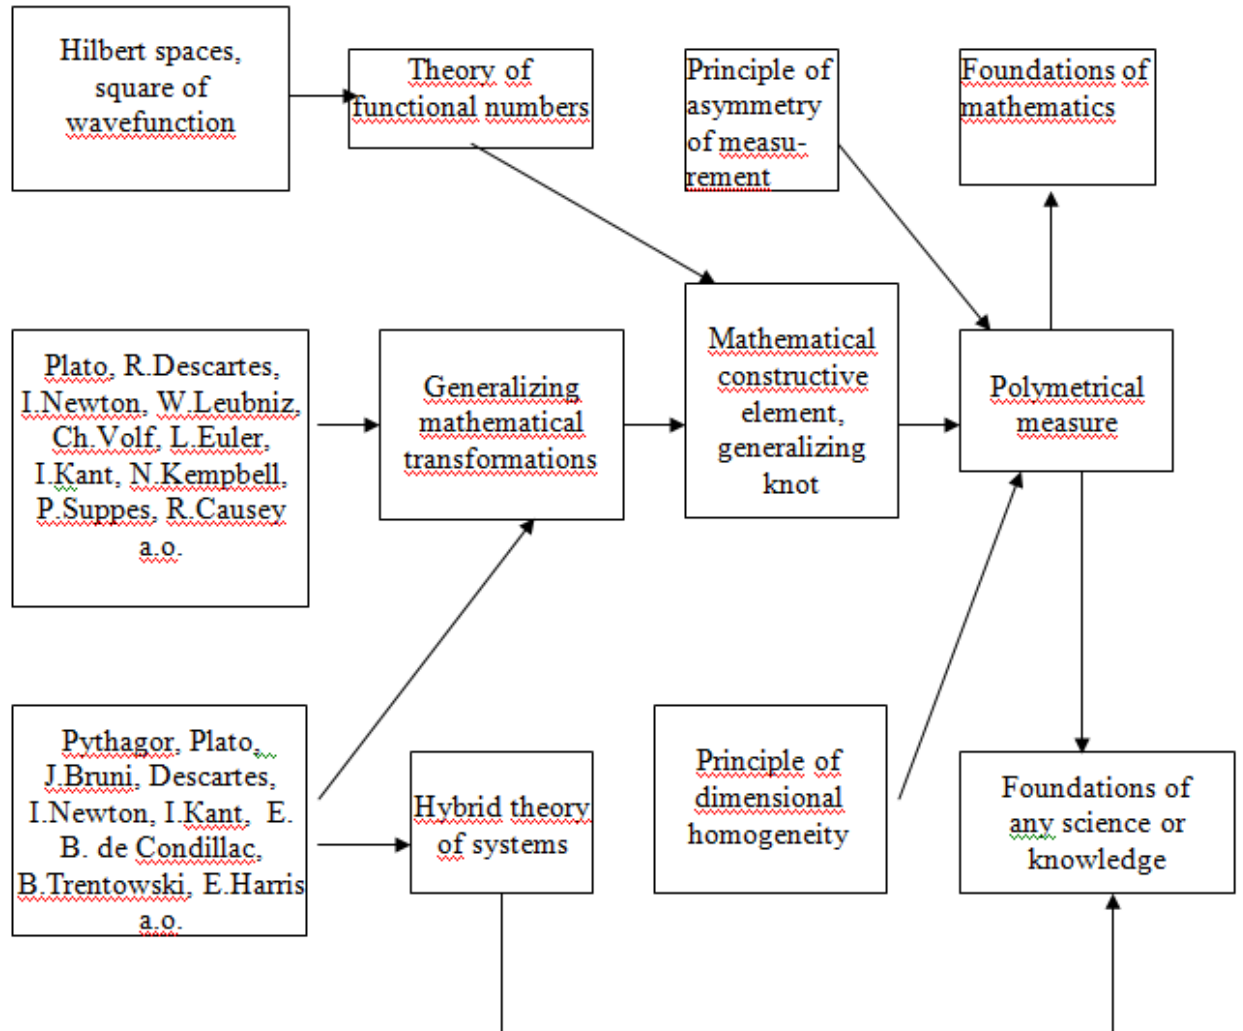 Hilbert spaces,
square of
wavefunction
Theory of
functional numbers
Principle of
asymmetry
of measu-
rement
Foundations of
mathematics
Plato, R.Descartes,
I.Newton, W.Leubniz,
Ch.Volf, L.Euler,
I.Kant, N.Kempbell,
P.Suppes, R.Causey
a.o.
Generalizing
mathematical
transformations
Mathematical
constructive
element,
generalizing
knot
Polymetrical
measure
Pythagor, Plato,
J.Bruni, Descartes,
I.Newton, I.Kant, E.
B. de Condillac,
B.Trentowski, E.Harris
a.o.
Hybrid theory
of systems
Principle of
dimensional
homogeneity
Foundations of
any science or
knowledge